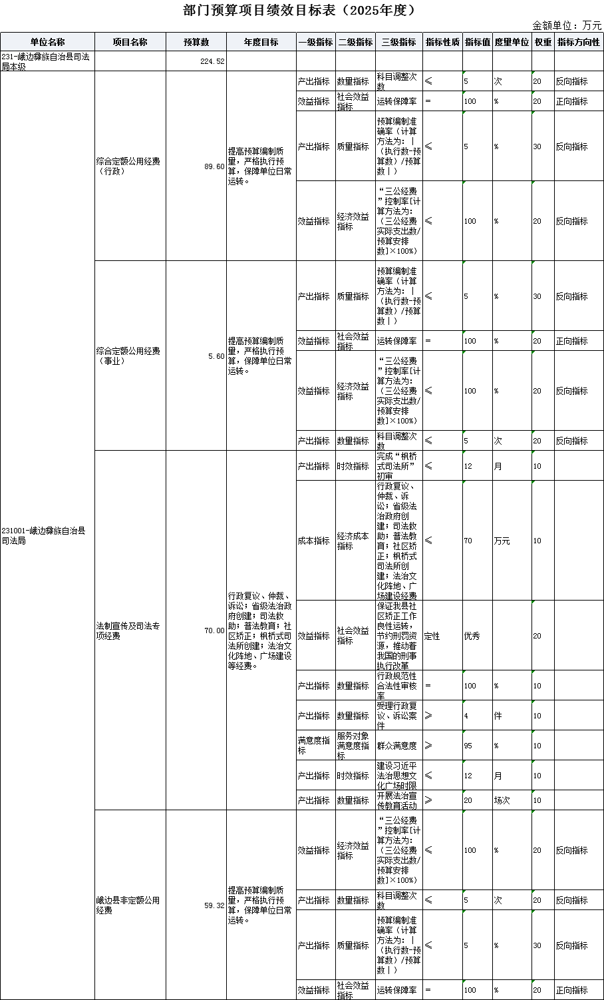 部门预算项目绩效目标表（2025年度）
金额单位：万元
单位名称 项目名称 预算数 年度目标 一级指标 二级指标 三级指标 指标性质 指标值 度量单位 权重 指标方向性
231-峨边彝族自治县司法
局本级
224.52
231001-峨边彝族自治县
司法局
综合定额公用经费
（行政）
89.60
提高预算编制质
量，严格执行预
算，保障单位日常
运转。
产出指标 数量指标
科目调整次
数
≤ 5 次 20 反向指标
效益指标
社会效益
指标
运转保障率 ＝ 100 % 20 正向指标
产出指标 质量指标
预算编制准
确率（计算
方法为：｜
（执行数-预
算数）/预算
数｜）
≤ 5 % 30 反向指标
效益指标
经济效益
指标
“三公经费
”控制率[计
算方法为：
（三公经费
实际支出数/
预算安排
数]×100%）
≤ 100 % 20 反向指标
综合定额公用经费
（事业）
5.60
提高预算编制质
量，严格执行预
算，保障单位日常
运转。
产出指标 质量指标
预算编制准
确率（计算
方法为：｜
（执行数-预
算数）/预算
数｜）
≤ 5 % 30 反向指标
效益指标
社会效益
指标
运转保障率 ＝ 100 % 20 正向指标
效益指标
经济效益
指标
“三公经费
”控制率[计
算方法为：
（三公经费
实际支出数/
预算安排
数]×100%）
≤ 100 % 20 反向指标
产出指标 数量指标
科目调整次
数
≤ 5 次 20 反向指标
法制宣传及司法专
项经费
70.00
行政复议、仲裁、
诉讼；省级法治政
府创建；司法救
助；普法教育；社
区矫正；枫桥式司
法所创建；法治文
化阵地、广场建设
等经费。
产出指标 时效指标
完成“枫桥
式司法所”
初审
≤ 12 月 10
成本指标
经济成本
指标
行政复议、
仲裁、诉
讼；省级法
治政府创
建；司法救
助；普法教
育；社区矫
正；枫桥式
司法所创
建；法治文
化阵地、广
场建设经费
≤ 70 万元 10
效益指标
社会效益
指标
保证我县社
区矫正工作
良性运转，
节约刑罚资
源，推动着
我国的刑事
执行改革
定性 优秀 20
产出指标 数量指标
行政规范性
合法性审核
率
＝ 100 % 10
产出指标 数量指标
受理行政复
议、诉讼案
件
≥ 4 件 10
满意度指
标
服务对象
满意度指
标
群众满意度 ≥ 95 % 10
产出指标 时效指标
建设习近平
法治思想文
化广场时限
≤ 12 月 10
产出指标 数量指标
开展法治宣
传教育活动
≥ 20 场次 10
峨边县非定额公用
经费
59.32
提高预算编制质
量，严格执行预
算，保障单位日常
运转。
效益指标
经济效益
指标
“三公经费
”控制率[计
算方法为：
（三公经费
实际支出数/
预算安排
数]×100%）
≤ 100 % 20 反向指标
产出指标 数量指标
科目调整次
数
≤ 5 次 20 反向指标
产出指标 质量指标
预算编制准
确率（计算
方法为：｜
（执行数-预
算数）/预算
数｜）
≤ 5 % 30 反向指标
效益指标
社会效益
指标
运转保障率 ＝ 100 % 20 正向指标